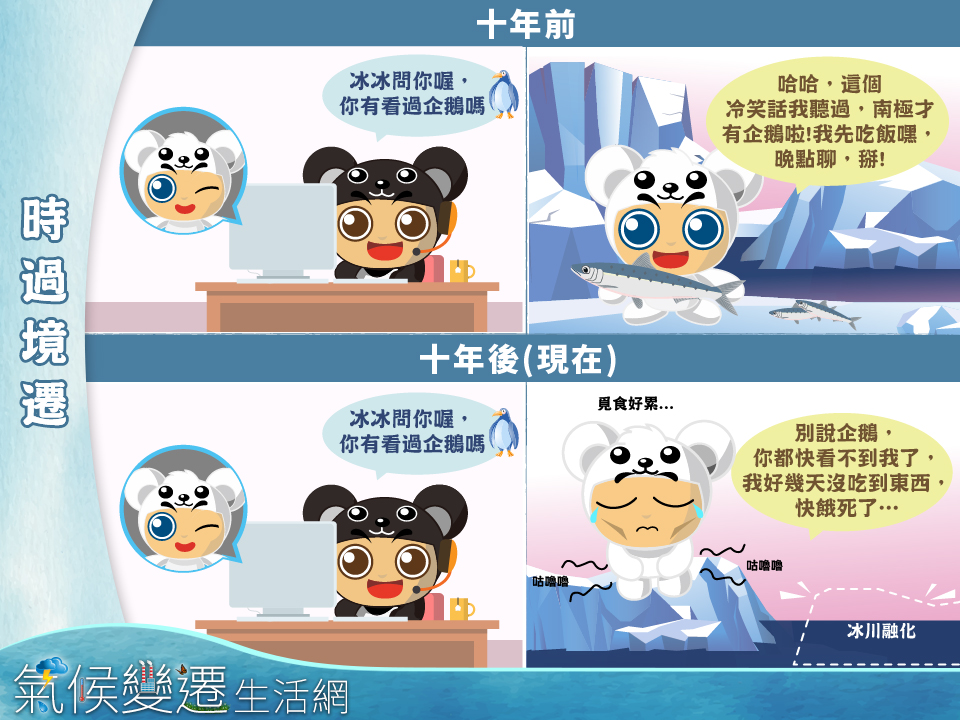 時過境遷
十年前
冰冰問你喔，
你有看過企鵝嗎
哈哈，這個
冷笑話我聽過，南極才
有企鵝啦!我先吃飯嘿，
晚點聊，掰!
十年後(現在)
冰冰問你喔，
你有看過企鵝嗎
覓食好累...
別說企鵝，
你都快看不到我了，
我好幾天沒吃到東西，
快餓死了…
咕嚕嚕
咕嚕嚕
冰川融化
氣候變遷生活網